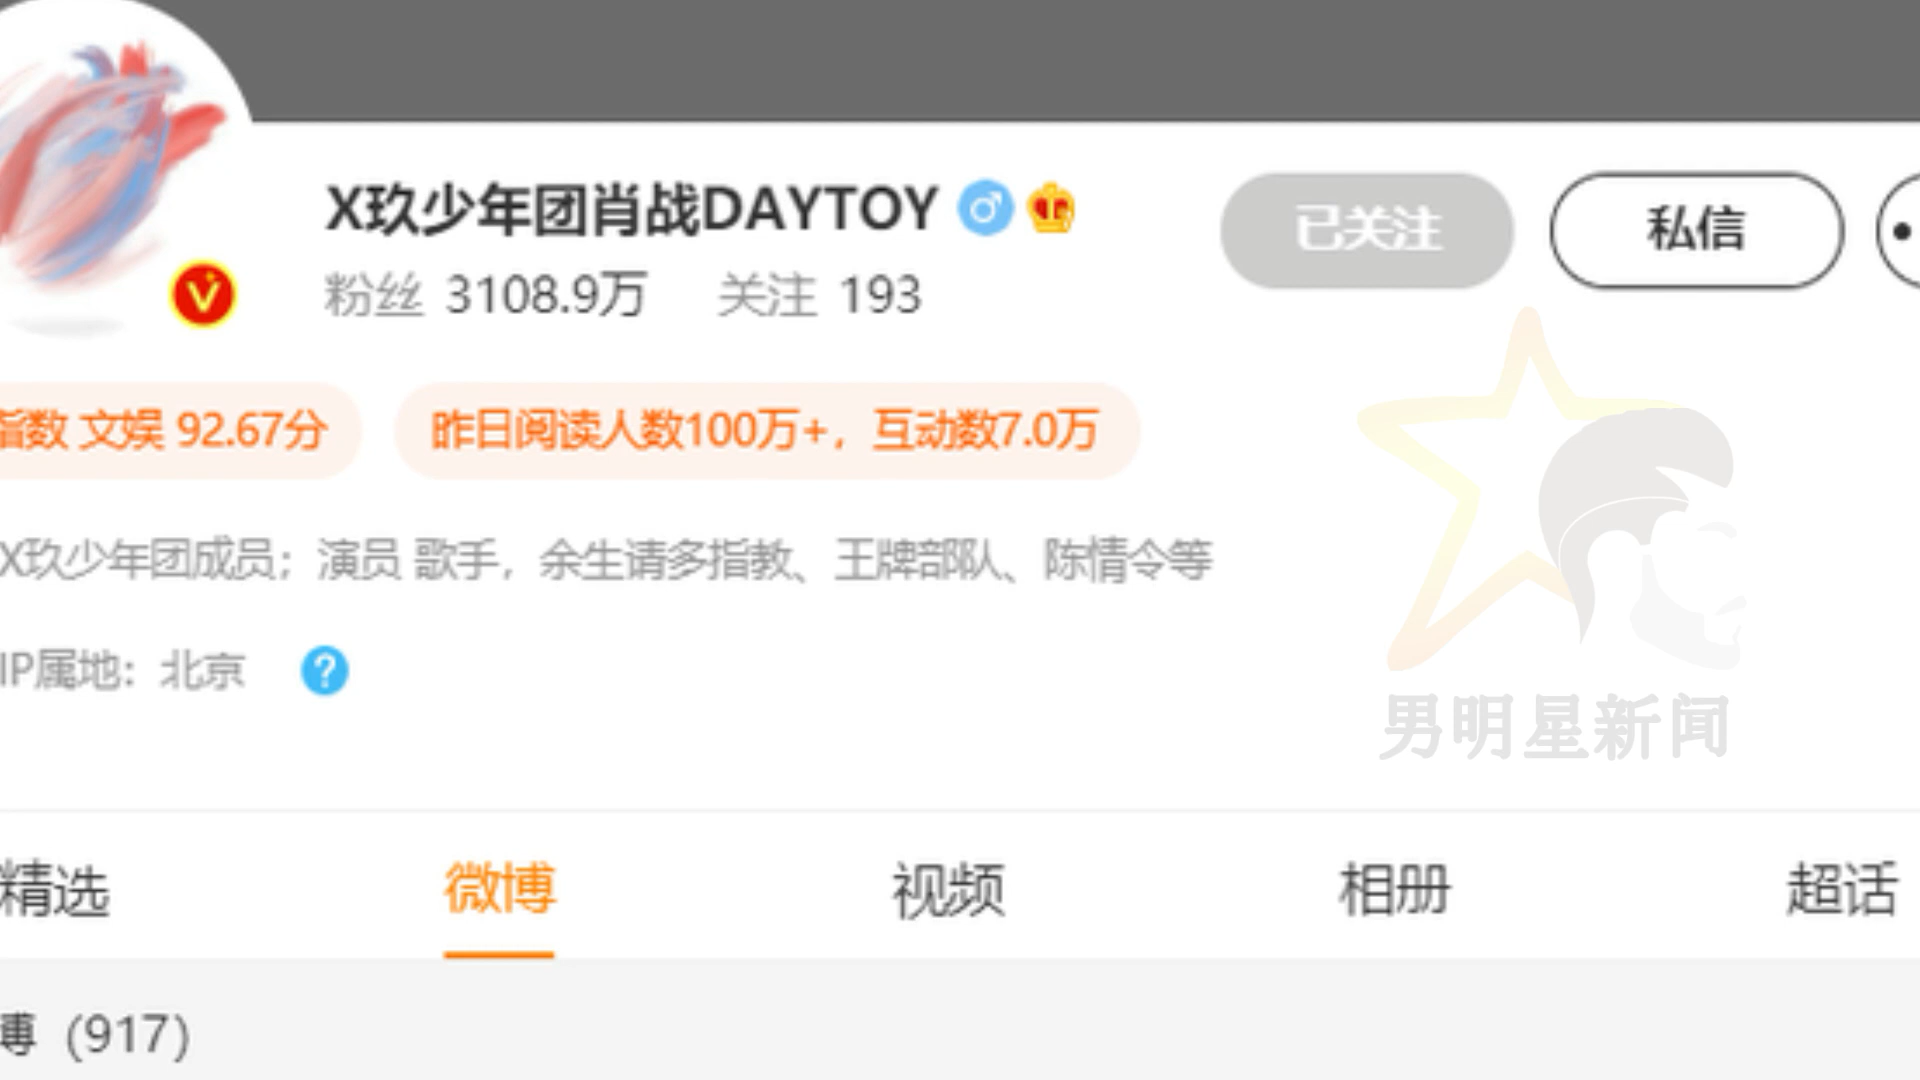 X玖少年团肖战DAYTOY
已关注
私信
粉丝 3108.9万 关注 193
指数 文娱 92.67分
昨日阅读人数100万+，互动数7.0万
X玖少年团成员；演员 歌手，余生请多指教、王牌部队、陈情令等
IP属地：北京
男明星新闻
精选
微博
视频
相册
超话
博（917）